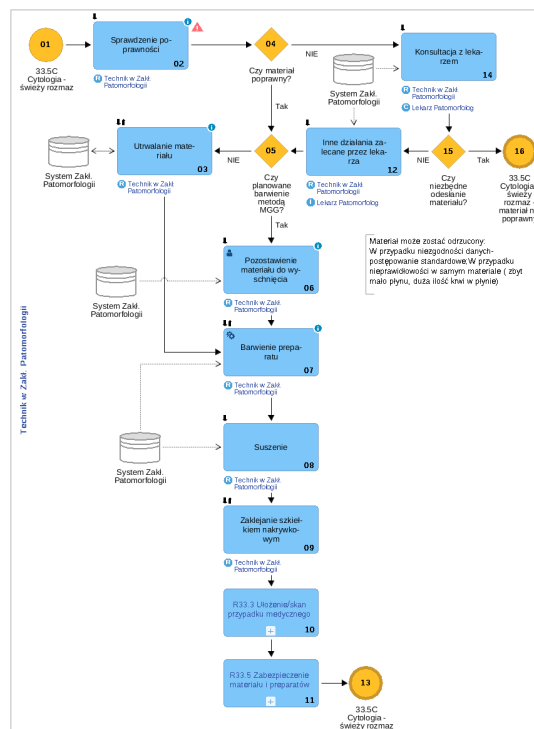 01
33.5C
Cytologia -
świeży rozmaz
Sprawdzenie po-
prawności
02
R Technik w Zakł.
Patomorfologii
04
Czy materiał
poprawny?
NIE
Tak
System Zakł.
Patomorfologii
Konsultacja z leka-
rzem
14
R Technik w Zakł.
Patomorfologii
C Lekarz Patomorfolog
System Zakł.
Patomorfologii
Utrwalanie mate-
riału
03
R Technik w Zakł.
Patomorfologii
NIE
05
Czy
planowane
barwienie
metodą
MGG?
Tak
Inne działania za-
lecane przez leka-
rza
12
R Technik w Zakł.
Patomorfologii
I Lekarz Patomorfolog
NIE
15
Czy
niezbędne
odesłanie
materiału?
Tak
16
33.5C
Cytologia
świeży
rozmaz -
materiał n
poprawny
Materiał może zostać odrzucony:
W przypadku niezgodności danych-
postępowanie standardowe;W przypadku
nieprawidłowości w samym materiale ( zbyt
mało płynu, duża ilość krwi w płynie)
Pozostawienie
materiału do wy-
schnięcia
06
R Technik w Zakł.
Patomorfologii
System Zakł.
Patomorfologii
Technik w Zakł. Patomorfologii
Barwienie prepa-
ratu
07
R Technik w Zakł.
Patomorfologii
System Zakł.
Patomorfologii
Suszenie
08
R Technik w Zakł.
Patomorfologii
Zaklejanie szkieł-
kiem nakrywko-
wym
09
R Technik w Zakł.
Patomorfologii
R33.3 Ułożenie/skan
przypadku medycznego
10
R33.5 Zabezpieczenie
materiału i preparatów
11
13
33.5C
Cytologia -
świeży rozmaz